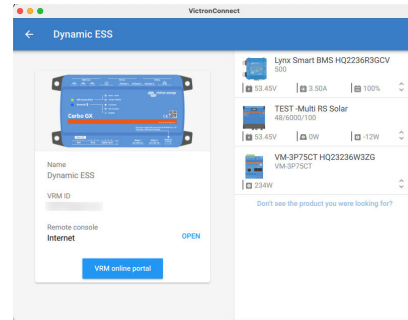 VictronConnect
Dynamic ESS
Cerbo GX
victron energy
Name
Dynamic ESS
VRM ID
Remote console
Internet
OPEN
VRM online portal
Lynx Smart BMS HQ2236R3GCV
500
53.45V
3.50A
100%
TEST -Multi RS Solar
48/6000/100
53.45V
0W
-12W
VM-3P75CT HQ23236W3ZG
VM-3P75CT
234W
Don't see the product you were looking for?